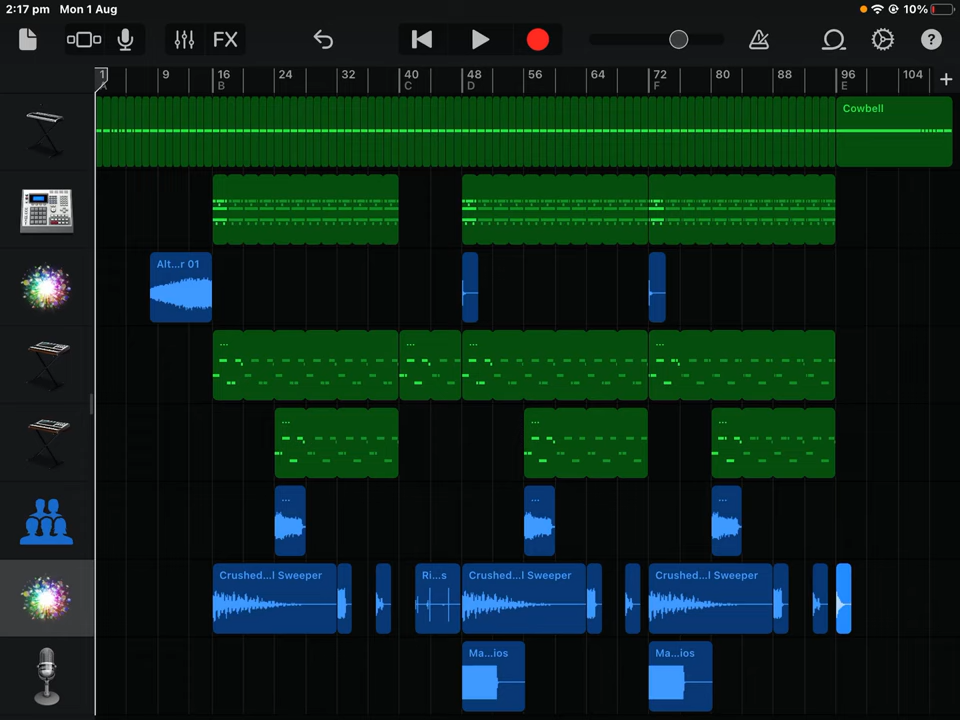 2:17 pm Mon 1 Aug 10%
FX ?
1 9 16 24 32 40 48 56 64 72 80 88 96 104 +
A B C D F E
Cowbell
Alt...r 01
... ... ... ...
... ... ...
... ... ...
Crushed...l Sweeper Ri...s Crushed...l Sweeper Crushed...l Sweeper
Ma...ios Ma...ios